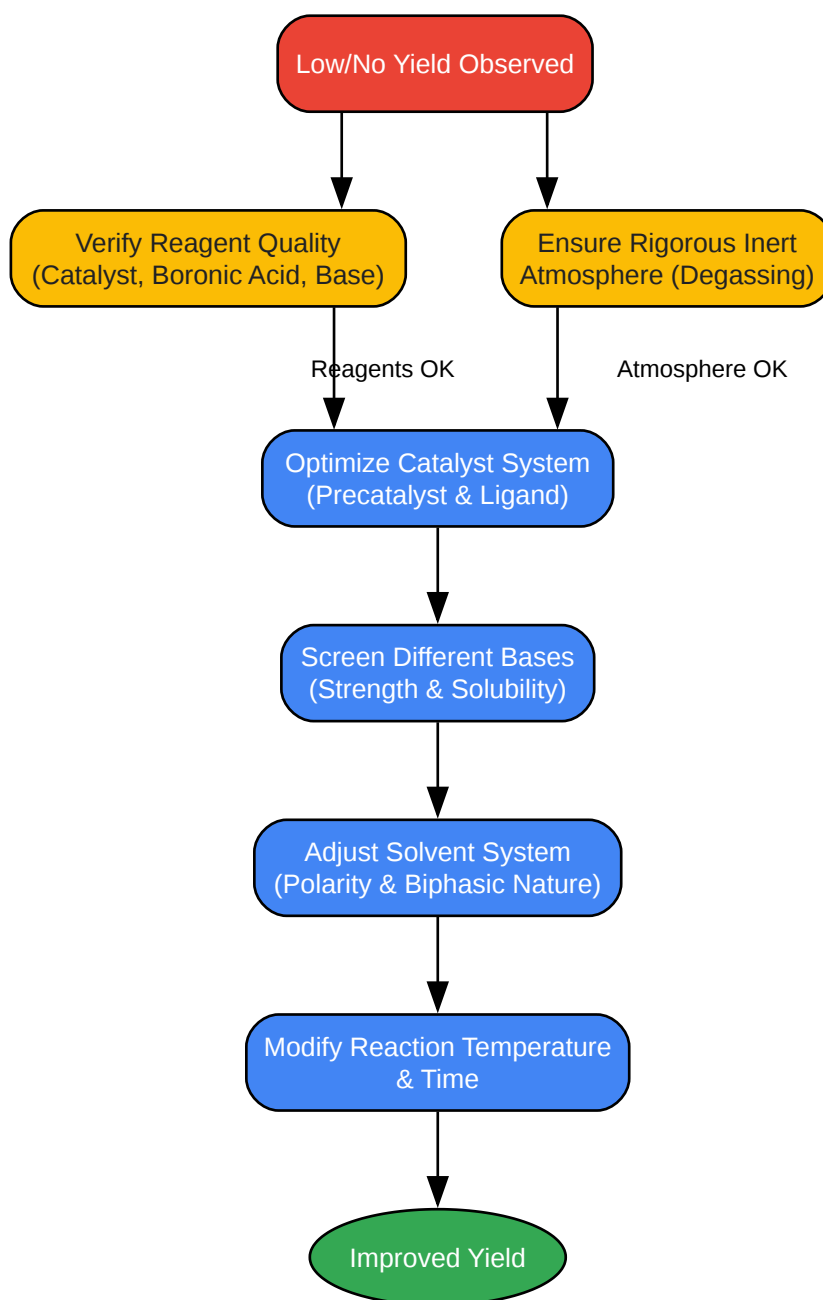 Low/No Yield Observed
Verify Reagent Quality
(Catalyst, Boronic Acid, Base)
Ensure Rigorous Inert
Atmosphere (Degassing)
Reagents OK
Atmosphere OK
Optimize Catalyst System
(Precatalyst & Ligand)
Screen Different Bases
(Strength & Solubility)
Adjust Solvent System
(Polarity & Biphasic Nature)
Modify Reaction Temperature
& Time
Improved Yield